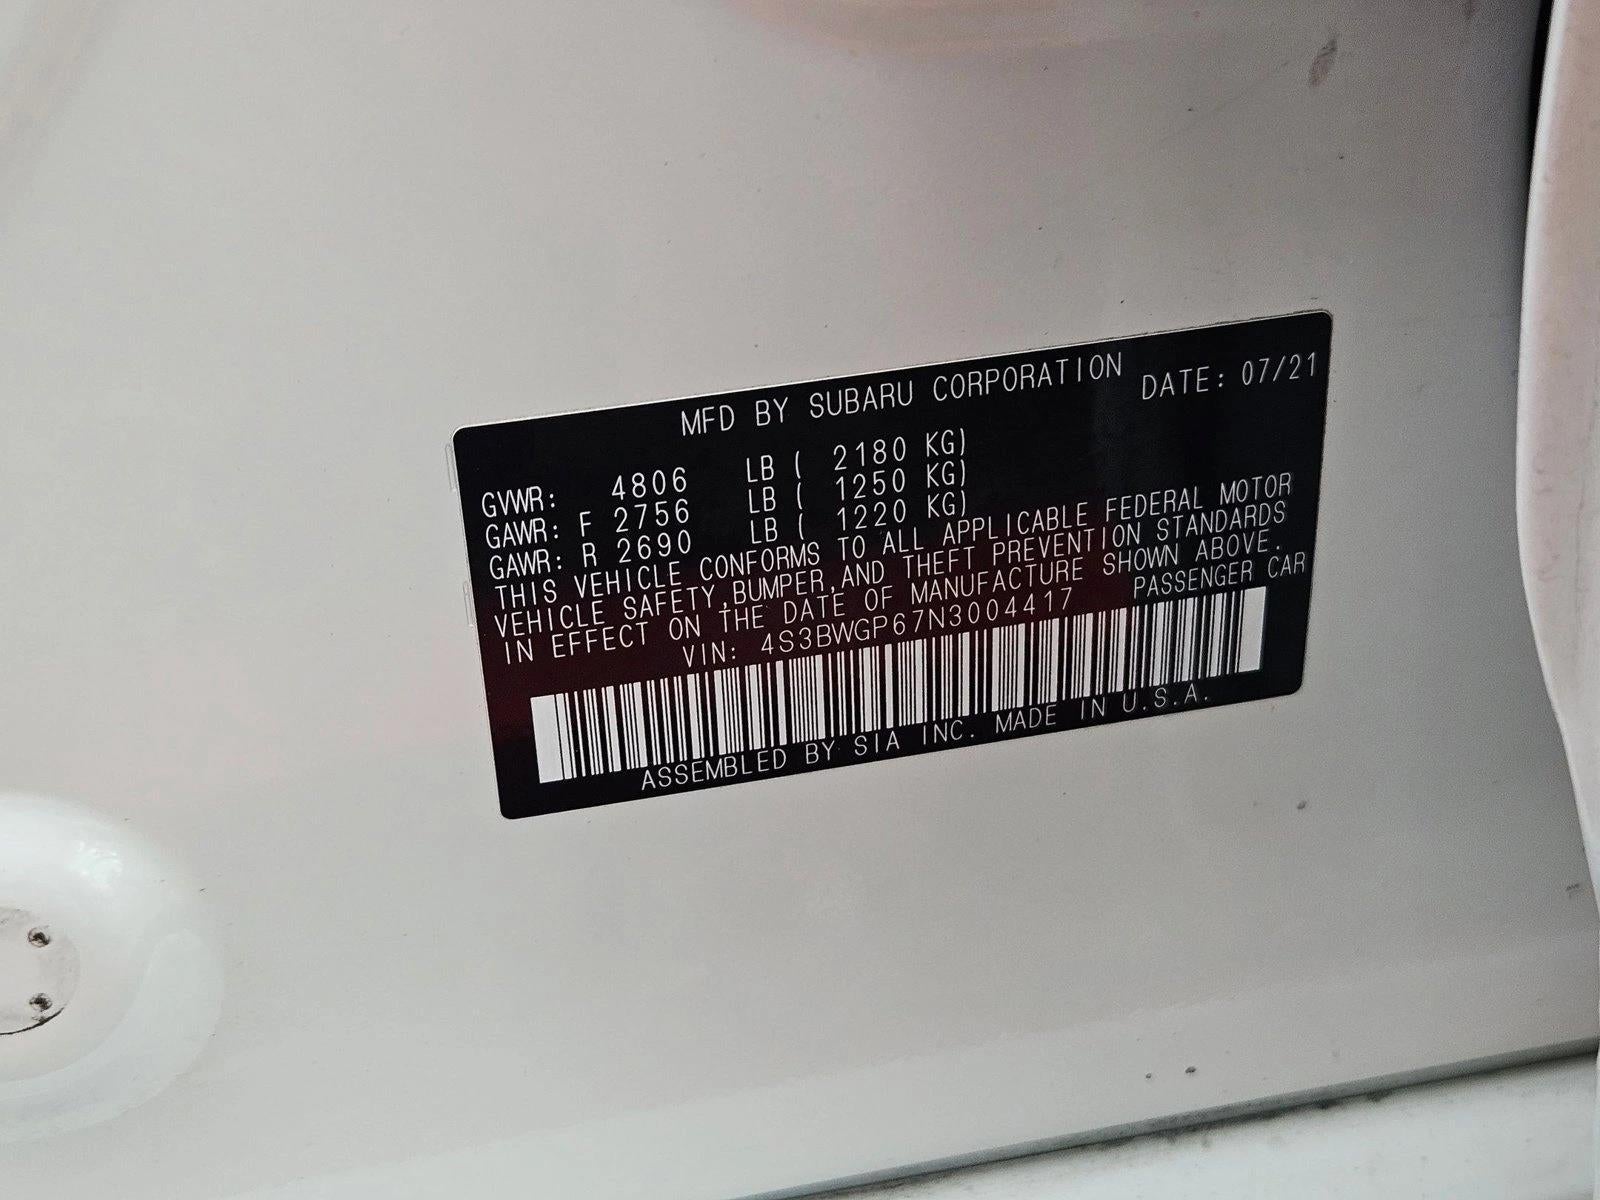 MFD BY SUBARU CORPORATION DATE: 07/21
GVWR: 4806 LB ( 2180 KG)
GAWR: F 2756 LB ( 1250 KG)
GAWR: R 2690 LB ( 1220 KG)
THIS VEHICLE CONFORMS TO ALL APPLICABLE FEDERAL MOTOR
VEHICLE SAFETY,BUMPER,AND THEFT PREVENTION STANDARDS
IN EFFECT ON THE DATE OF MANUFACTURE SHOWN ABOVE.
VIN: 4S3BWGP67N3004417 PASSENGER CAR
ASSEMBLED BY SIA INC. MADE IN U.S.A.